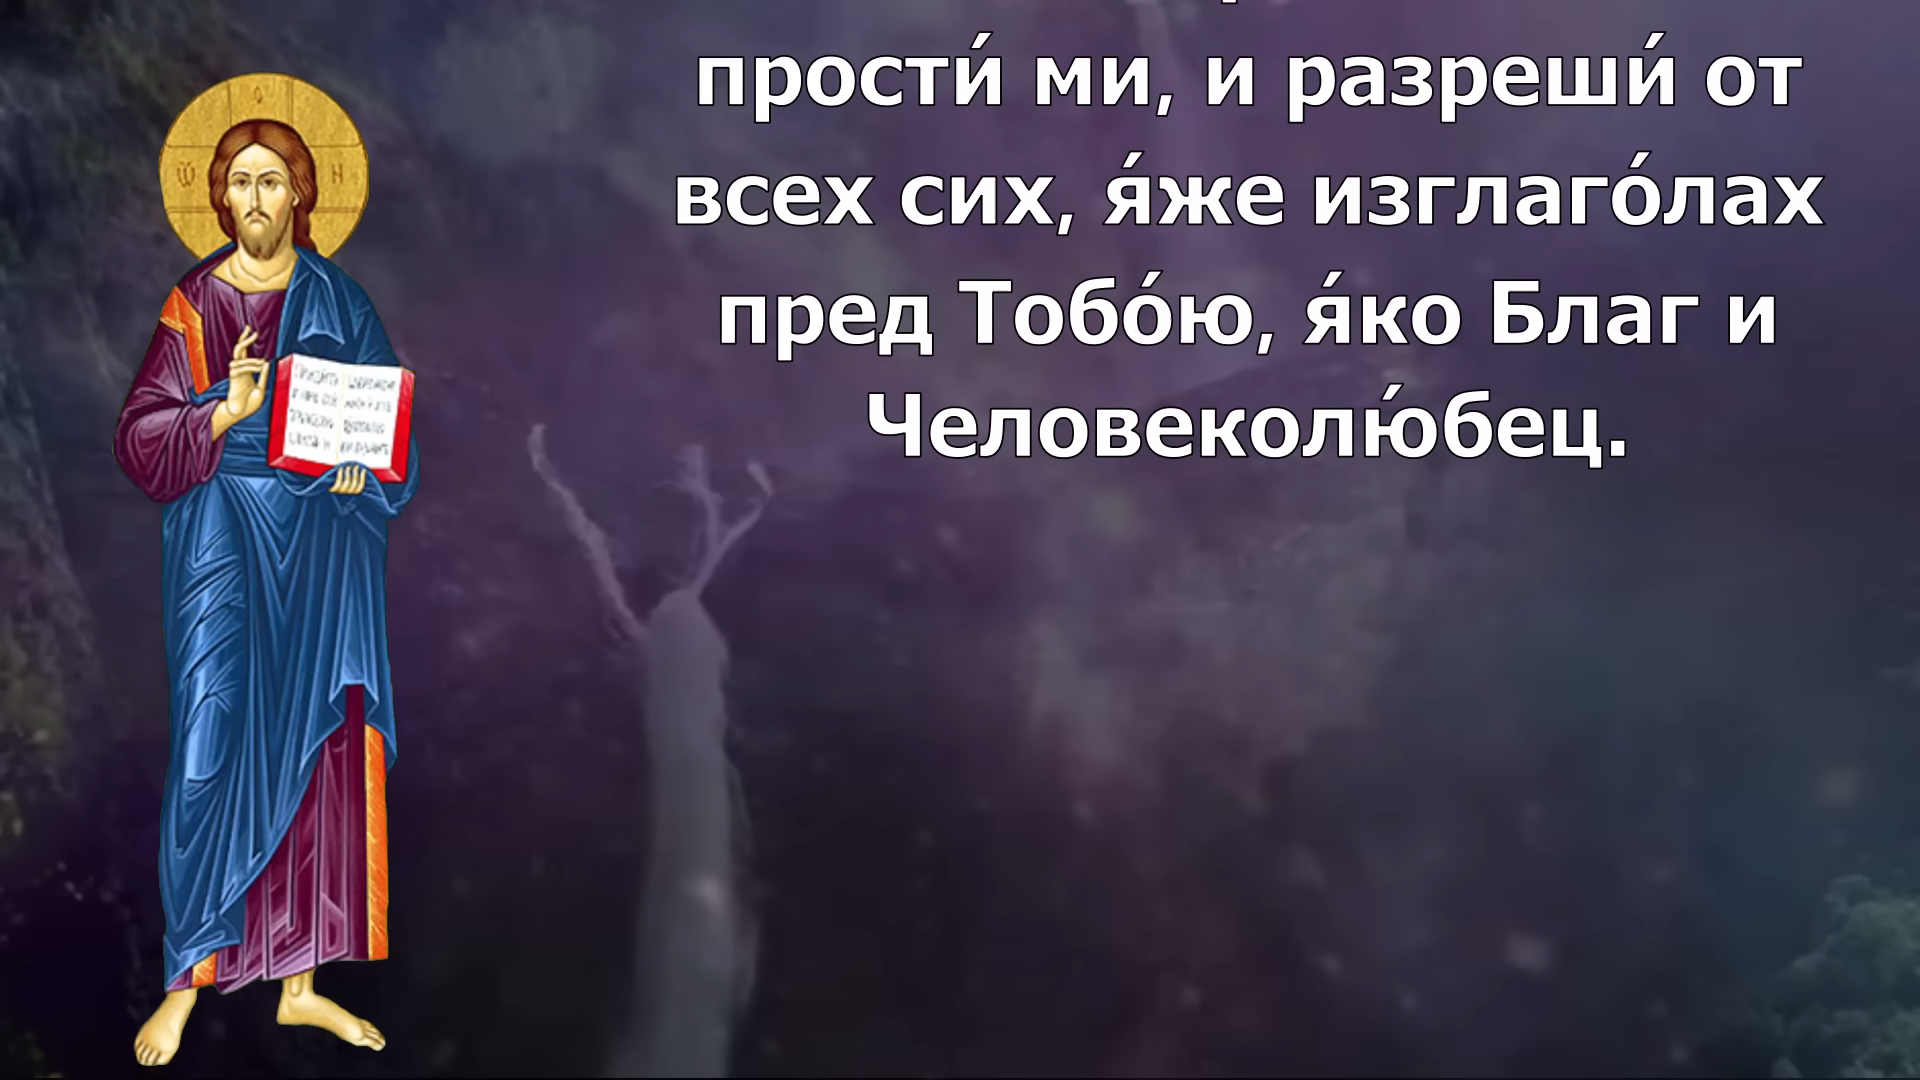 прости́ ми, и разреши́ от
всех сих, я́же изглаго́лах
пред Тобо́ю, я́ко Благ и
Человеколю́бец.